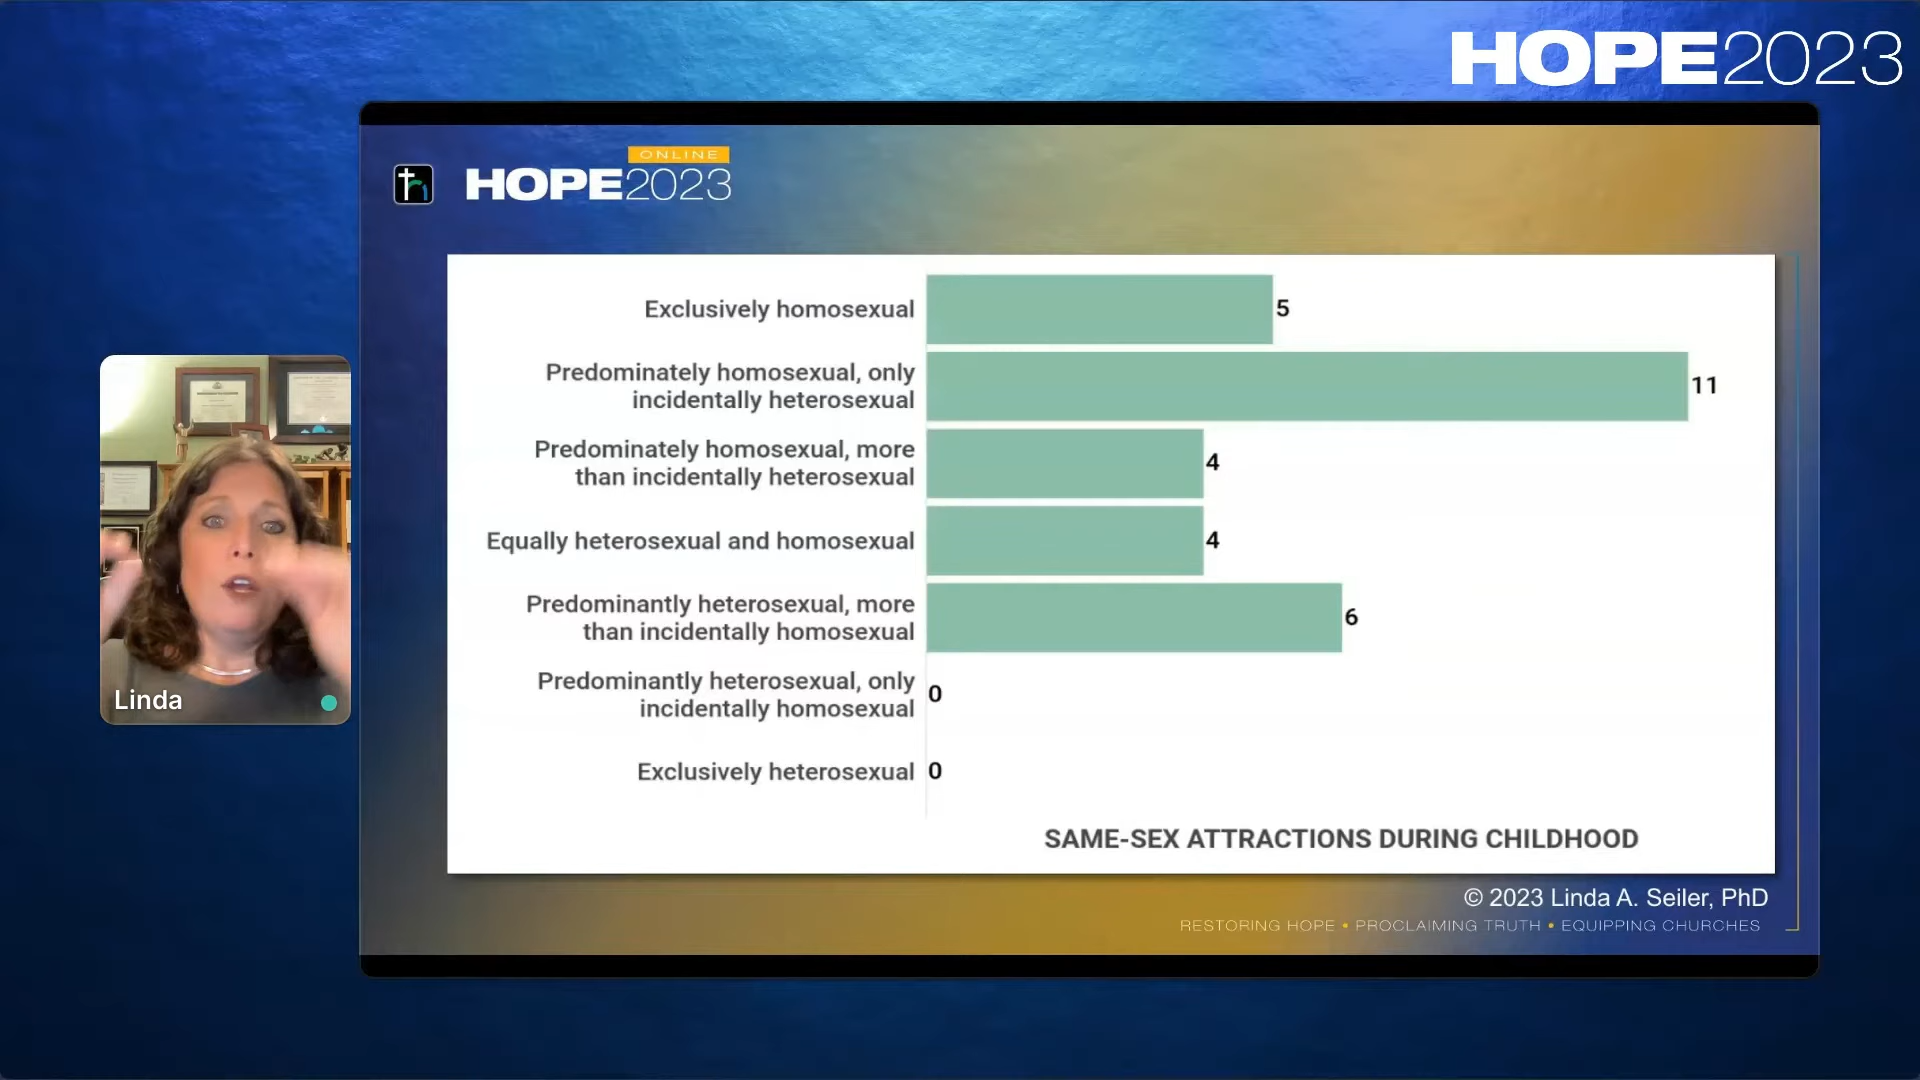 HOPE2023
ONLINE
HOPE2023
Exclusively homosexual
5
Predominately homosexual, only
incidentally heterosexual
11
Predominately homosexual, more
than incidentally heterosexual
4
Equally heterosexual and homosexual
4
Predominantly heterosexual, more
than incidentally homosexual
6
Predominantly heterosexual, only
incidentally homosexual
0
Exclusively heterosexual
0
SAME-SEX ATTRACTIONS DURING CHILDHOOD
© 2023 Linda A. Seiler, PhD
RESTORING HOPE • PROCLAIMING TRUTH • EQUIPPING CHURCHES
Linda